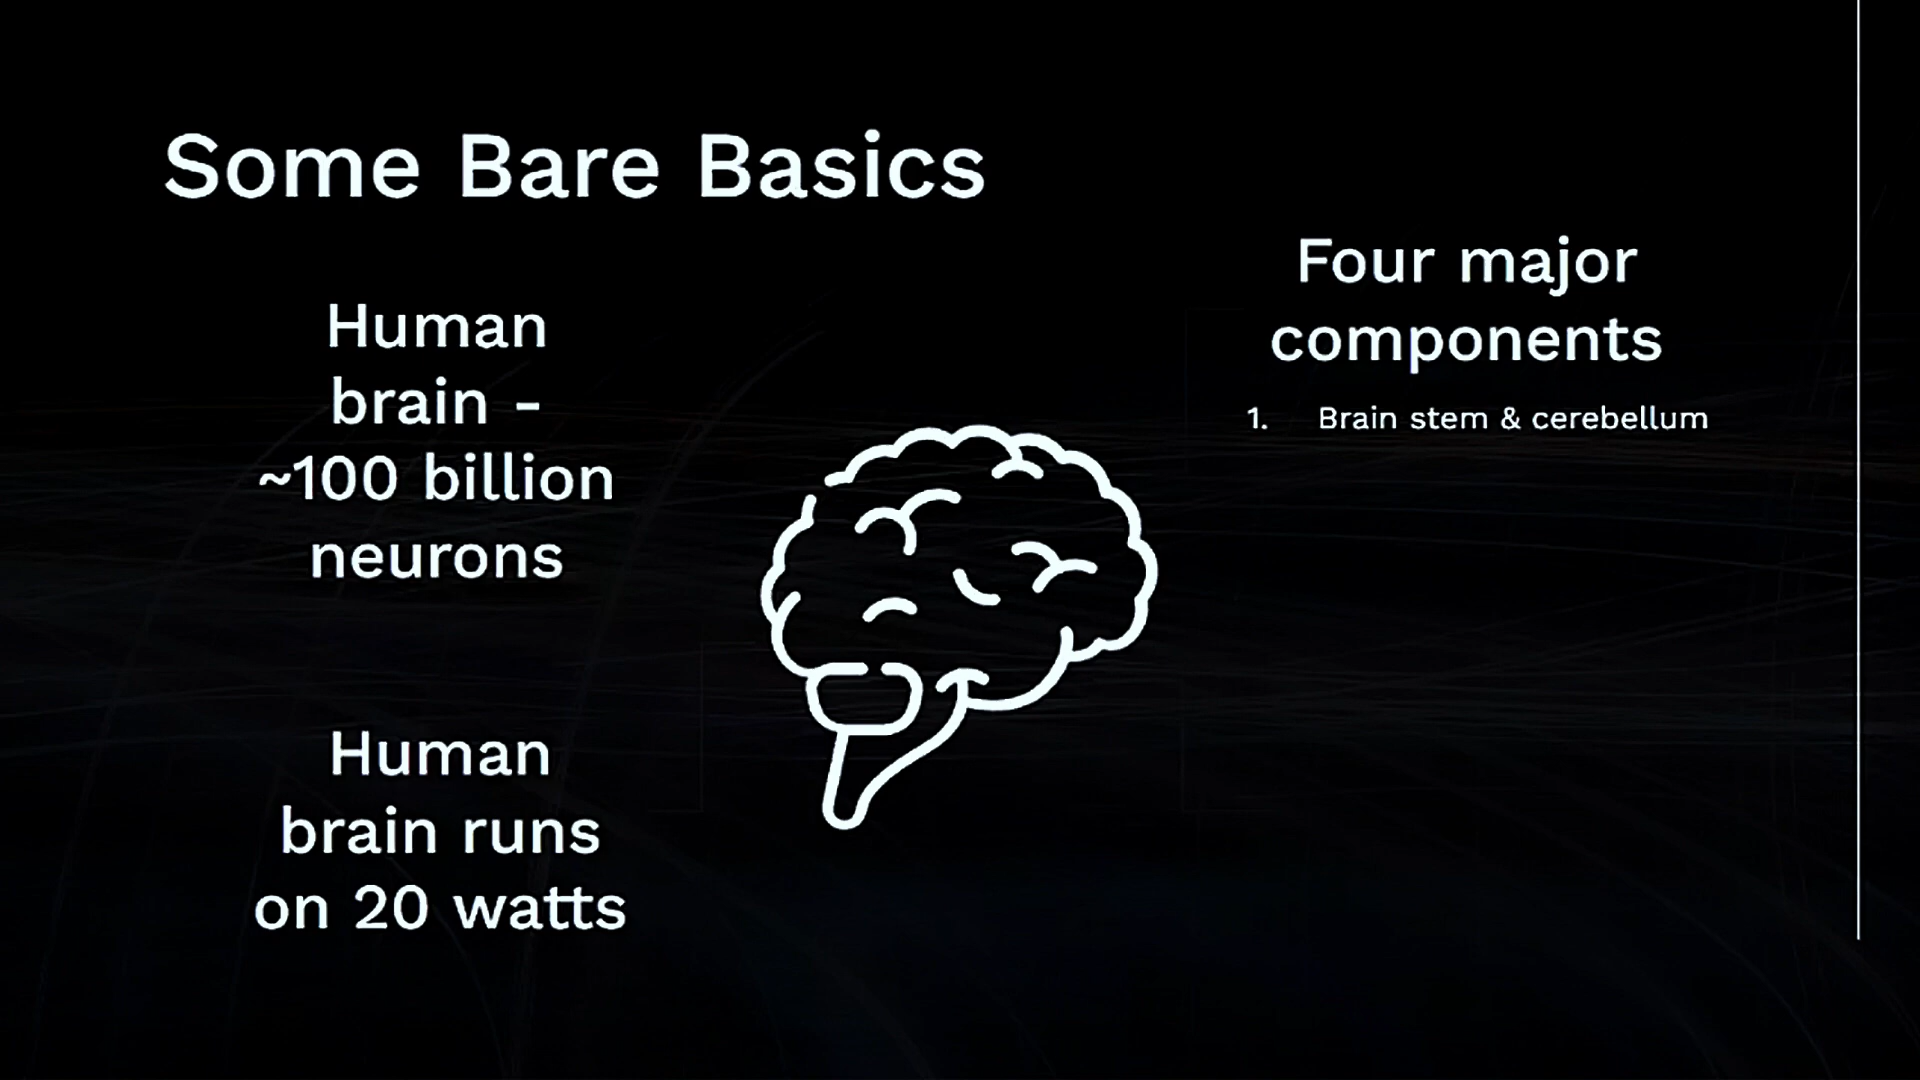 Some Bare Basics
Human
brain -
~100 billion
neurons
Human
brain runs
on 20 watts
Four major
components
1. Brain stem & cerebellum